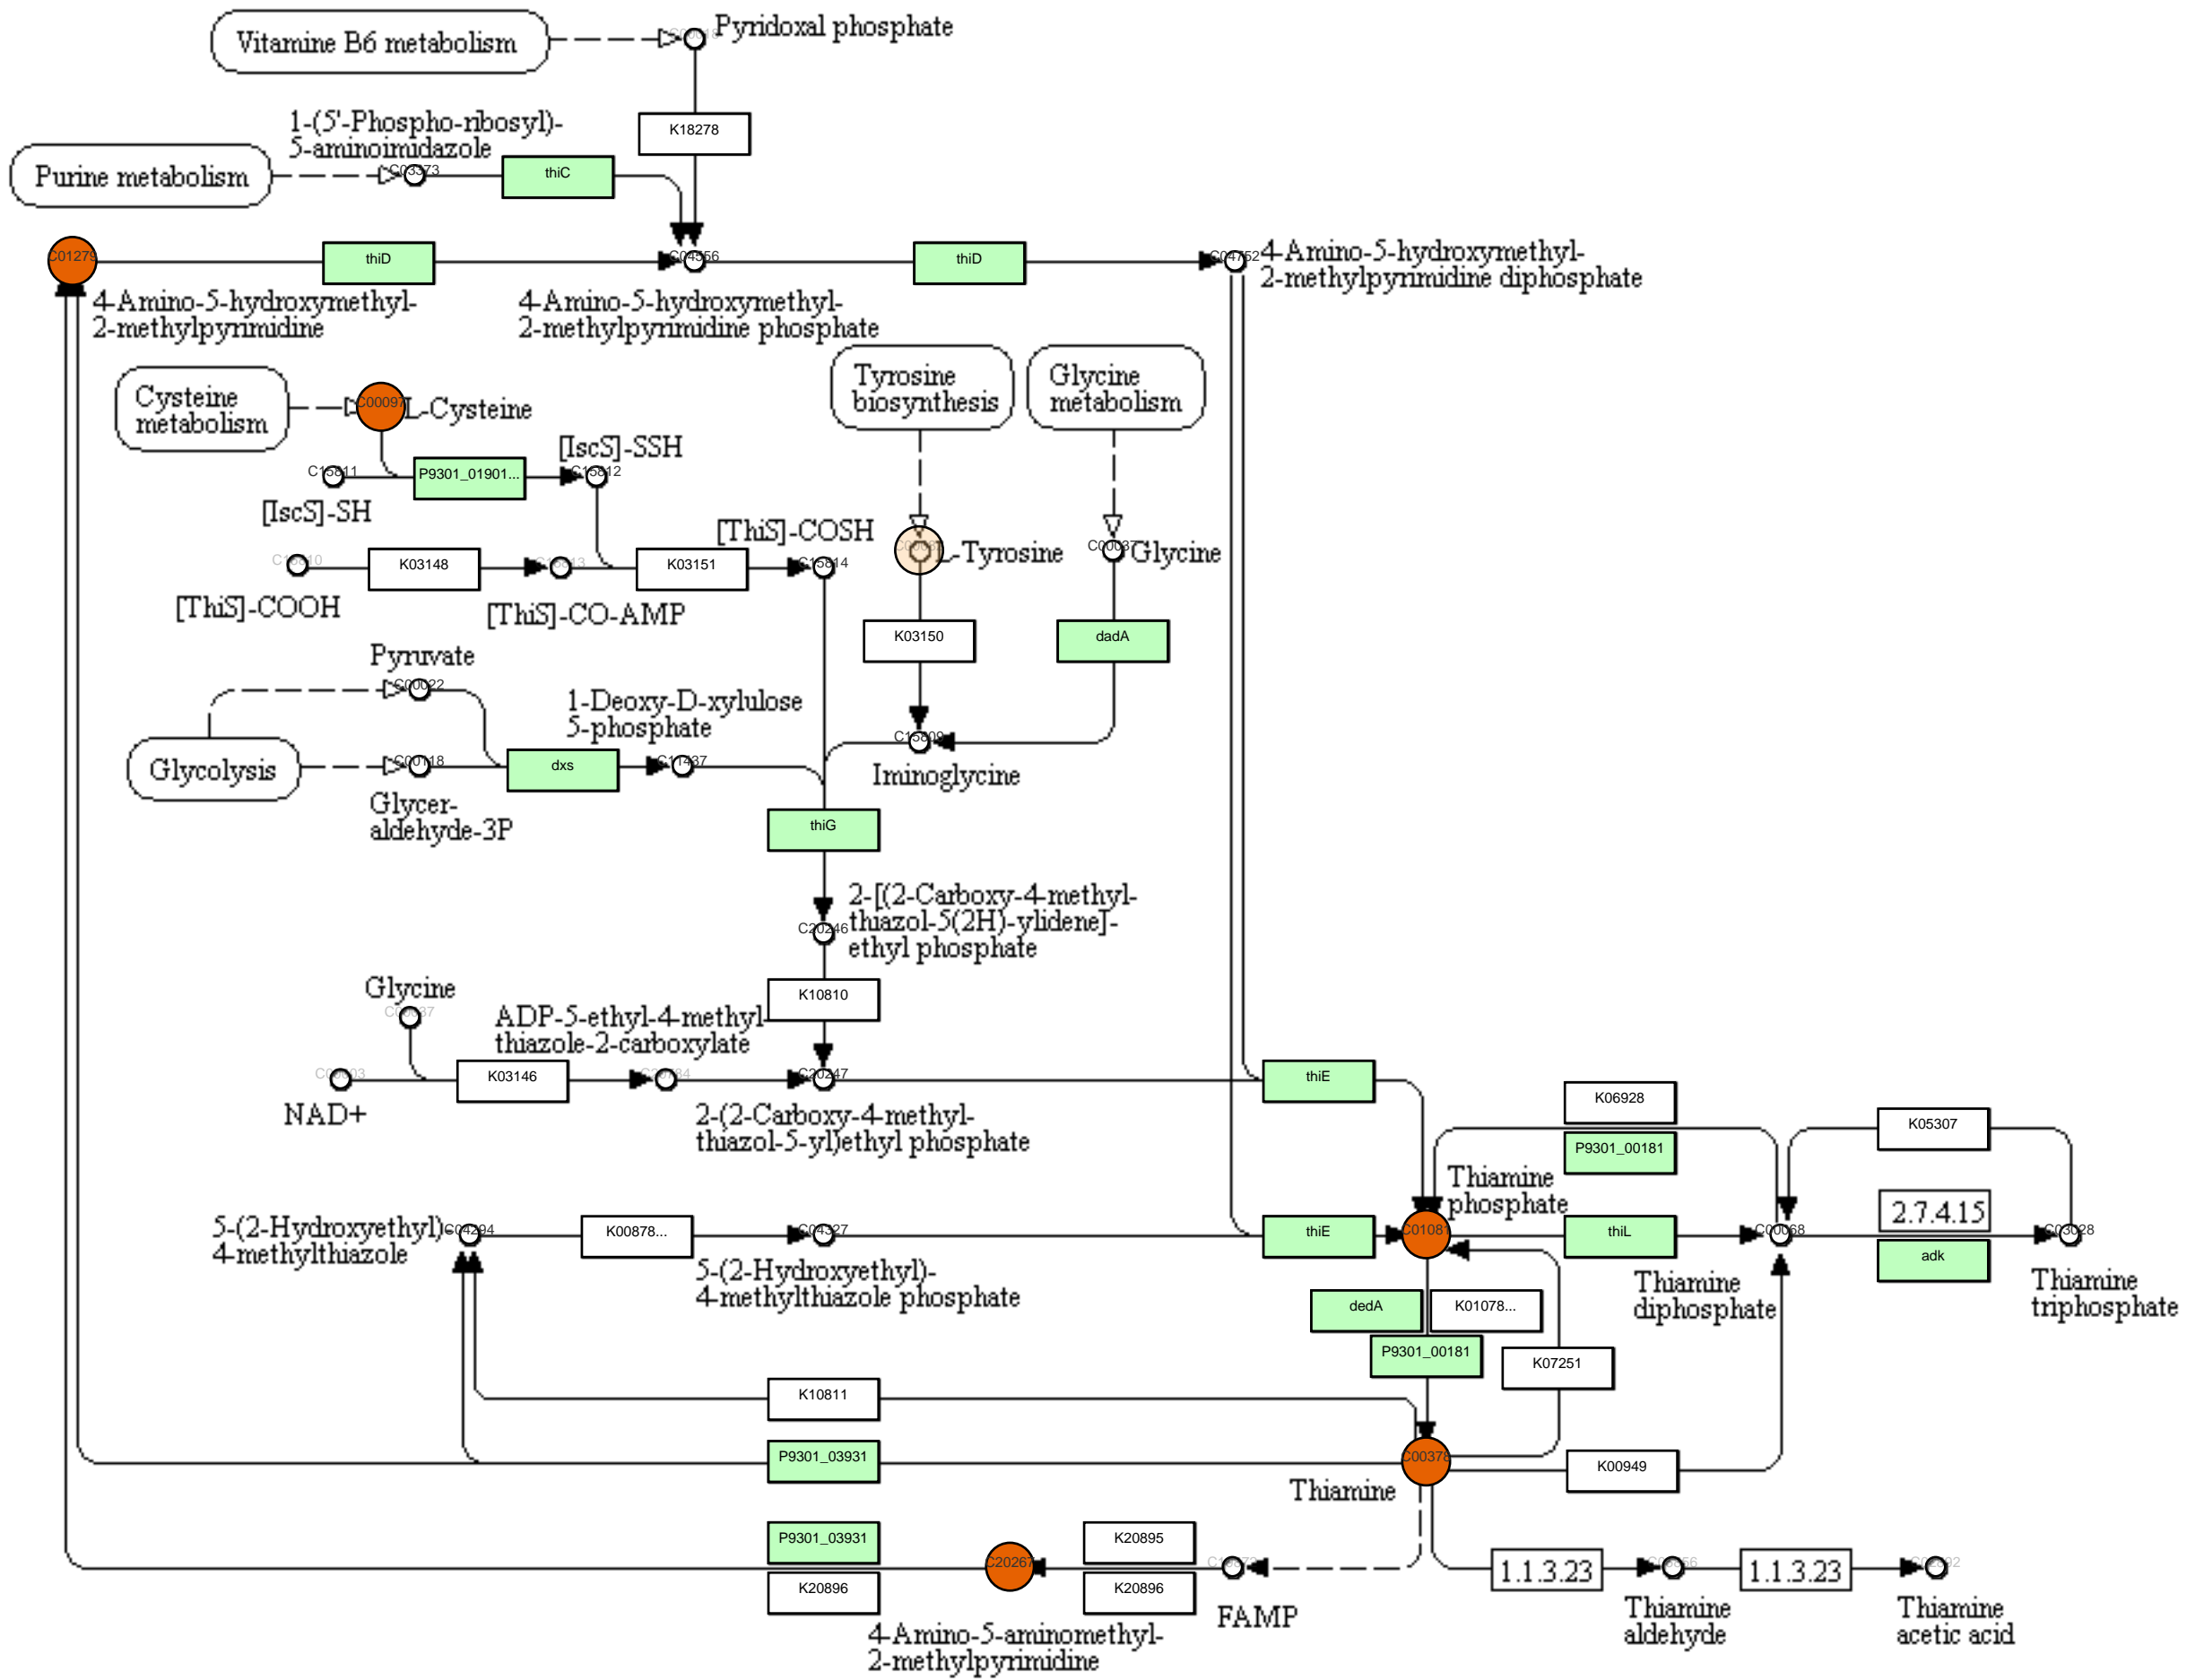 Vitamine B6 metabolism
Pyridoxal phosphate
K18278
1-(5'-Phospho-ribosyl)-
5-aminoimidazole
Purine metabolism
C03373
thiC
C01279
thiD
C04556
thiD
C04752
4-Amino-5-hydroxymethyl-
2-methylpyrimidine diphosphate
4-Amino-5-hydroxymethyl-
2-methylpyrimidine
4-Amino-5-hydroxymethyl-
2-methylpyrimidine phosphate
Tyrosine
biosynthesis
Glycine
metabolism
Cysteine
metabolism
C00097
L-Cysteine
[IscS]-SSH
C15811
P9301_01901...
C15812
[IscS]-SH
[ThiS]-COSH
L-Tyrosine
C00037
Glycine
K03148
K03151
C15814
[ThiS]-COOH
[ThiS]-CO-AMP
K03150
dadA
Pyruvate
C00022
1-Deoxy-D-xylulose
5-phosphate
C15809
Glycolysis
C00118
dxs
C11437
Iminoglycine
Glycer-
aldehyde-3P
thiG
2-[(2-Carboxy-4-methyl-
thiazol-5(2H)-ylidene]-
ethyl phosphate
C20246
Glycine
K10810
ADP-5-ethyl-4-methyl-
thiazole-2-carboxylate
K03146
C20247
thiE
NAD+
2-(2-Carboxy-4-methyl-
thiazol-5-yl)ethyl phosphate
K06928
K05307
P9301_00181
Thiamine
phosphate
5-(2-Hydroxyethyl)-
4-methylthiazole
C04294
K00878...
C04327
thiE
C01081
thiL
C00068
2.7.4.15
adk
C03028
5-(2-Hydroxyethyl)-
4-methylthiazole phosphate
Thiamine
diphosphate
Thiamine
triphosphate
dedA
K01078...
P9301_00181
K07251
K10811
P9301_03931
C00378
K00949
Thiamine
P9301_03931
K20895
C20267
K20896
K20896
1.1.3.23
1.1.3.23
FAMP
4-Amino-5-aminomethyl-
2-methylpyrimidine
Thiamine
aldehyde
Thiamine
acetic acid